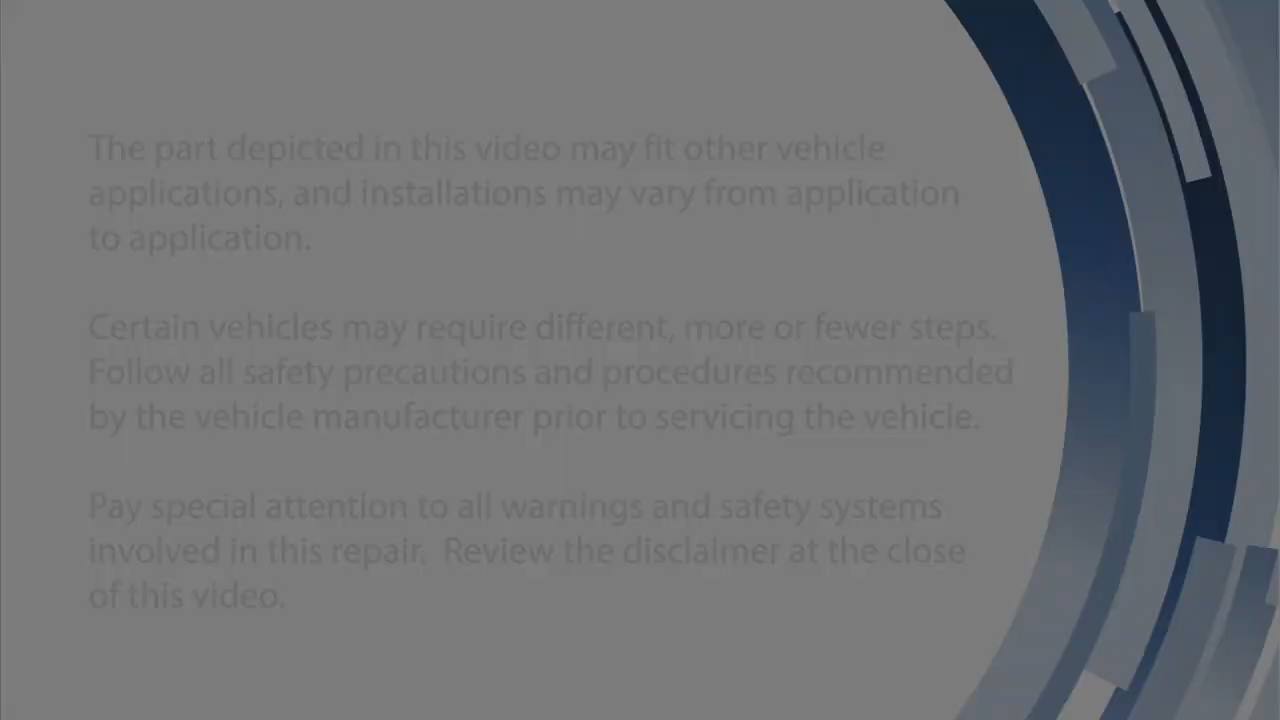 The part depicted in this video may fit other vehicle
applications, and installations may vary from application
to application.
Certain vehicles may require different, more or fewer steps.
Follow all safety precautions and procedures recommended
by the vehicle manufacturer prior to servicing the vehicle.
Pay special attention to all warnings and safety systems
involved in this repair.  Review the disclaimer at the close
of this video.